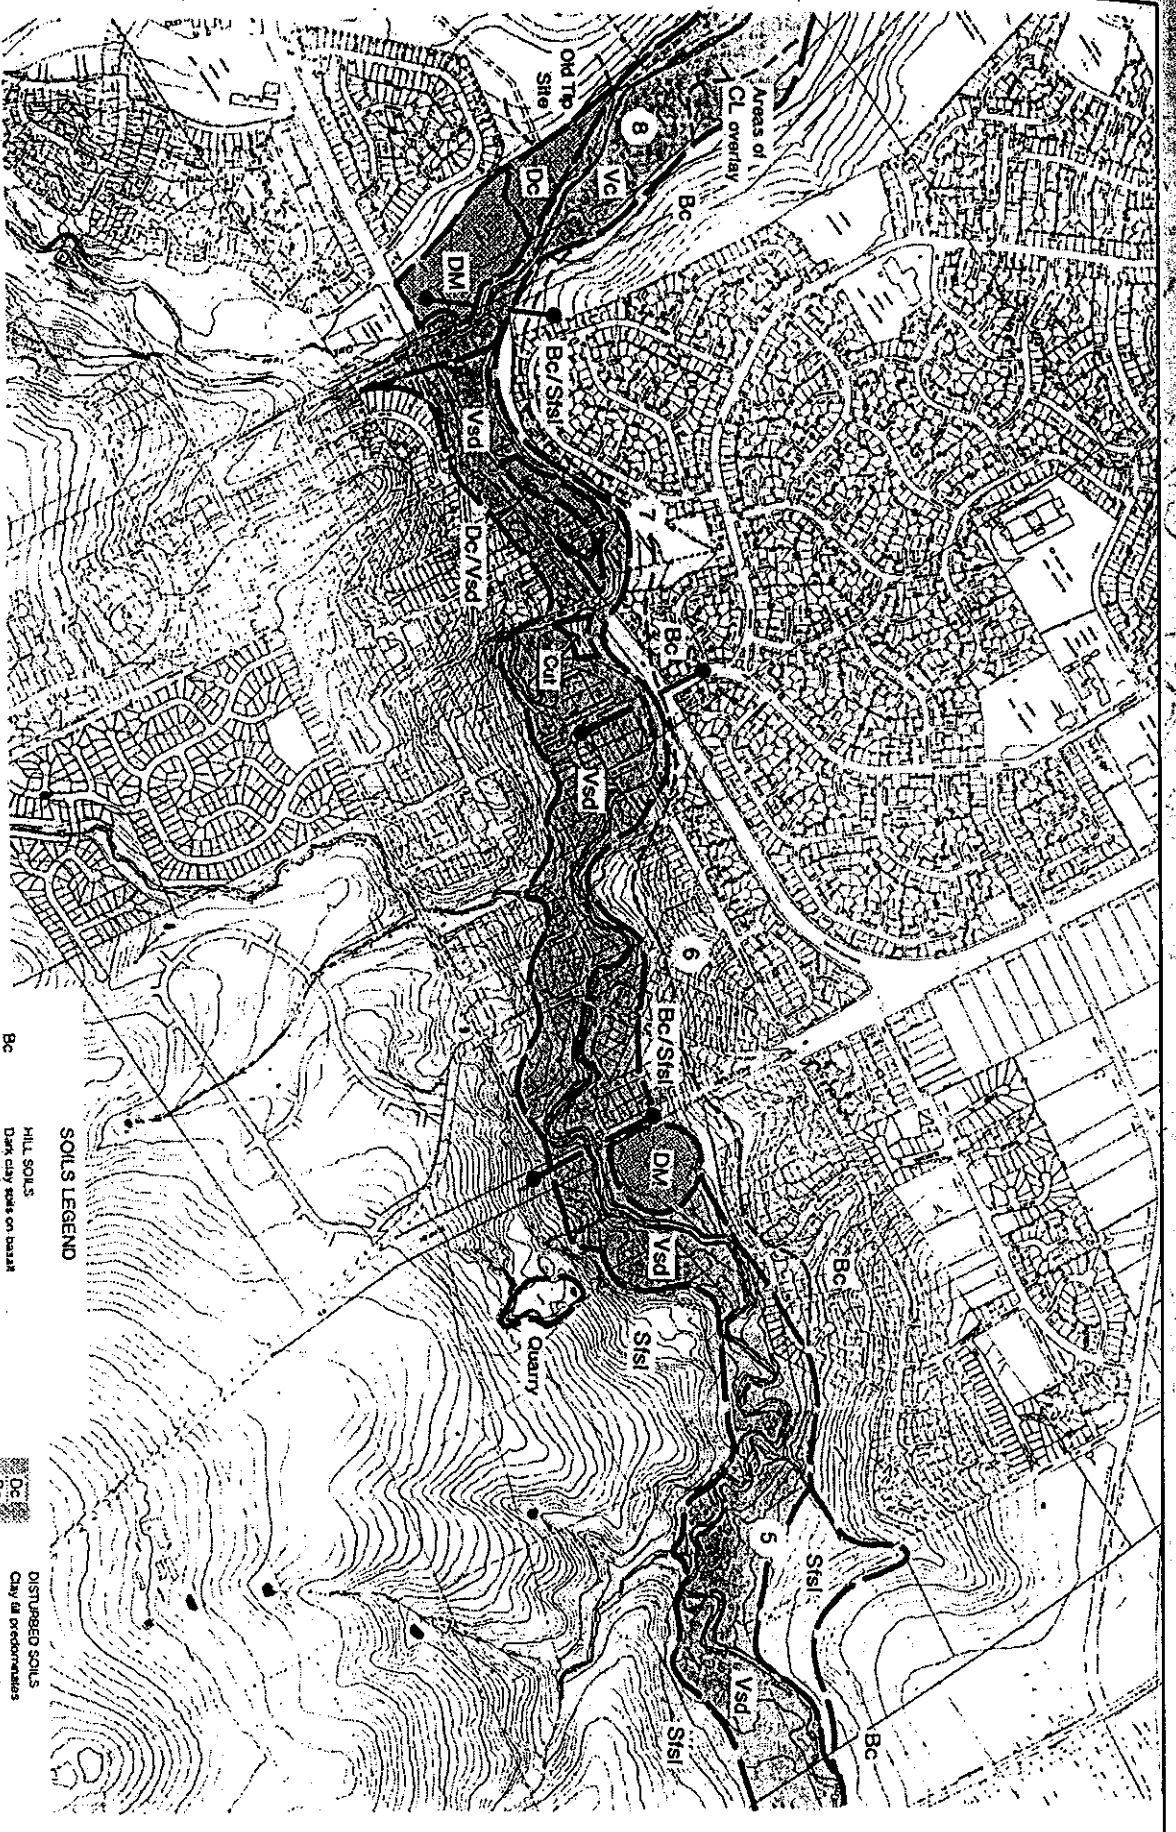 Old Tip
Site
Areas of
CL overlay
8
Vc
Bc
Dc
DM
Bc/Sfsl
Vsd
Dc/Vsd
7
Bc
Cut
Vsd
6
Bc/Sfsl
DM
Vsd
Bc
Quarry
Sfsl
5
Sfsl
Vsd
Sfsl
Bc
SOILS LEGEND
HILL SOILS
Bc
Dark clay soils on basalt
Dc
DISTURBED SOILS
Clay fill predominates